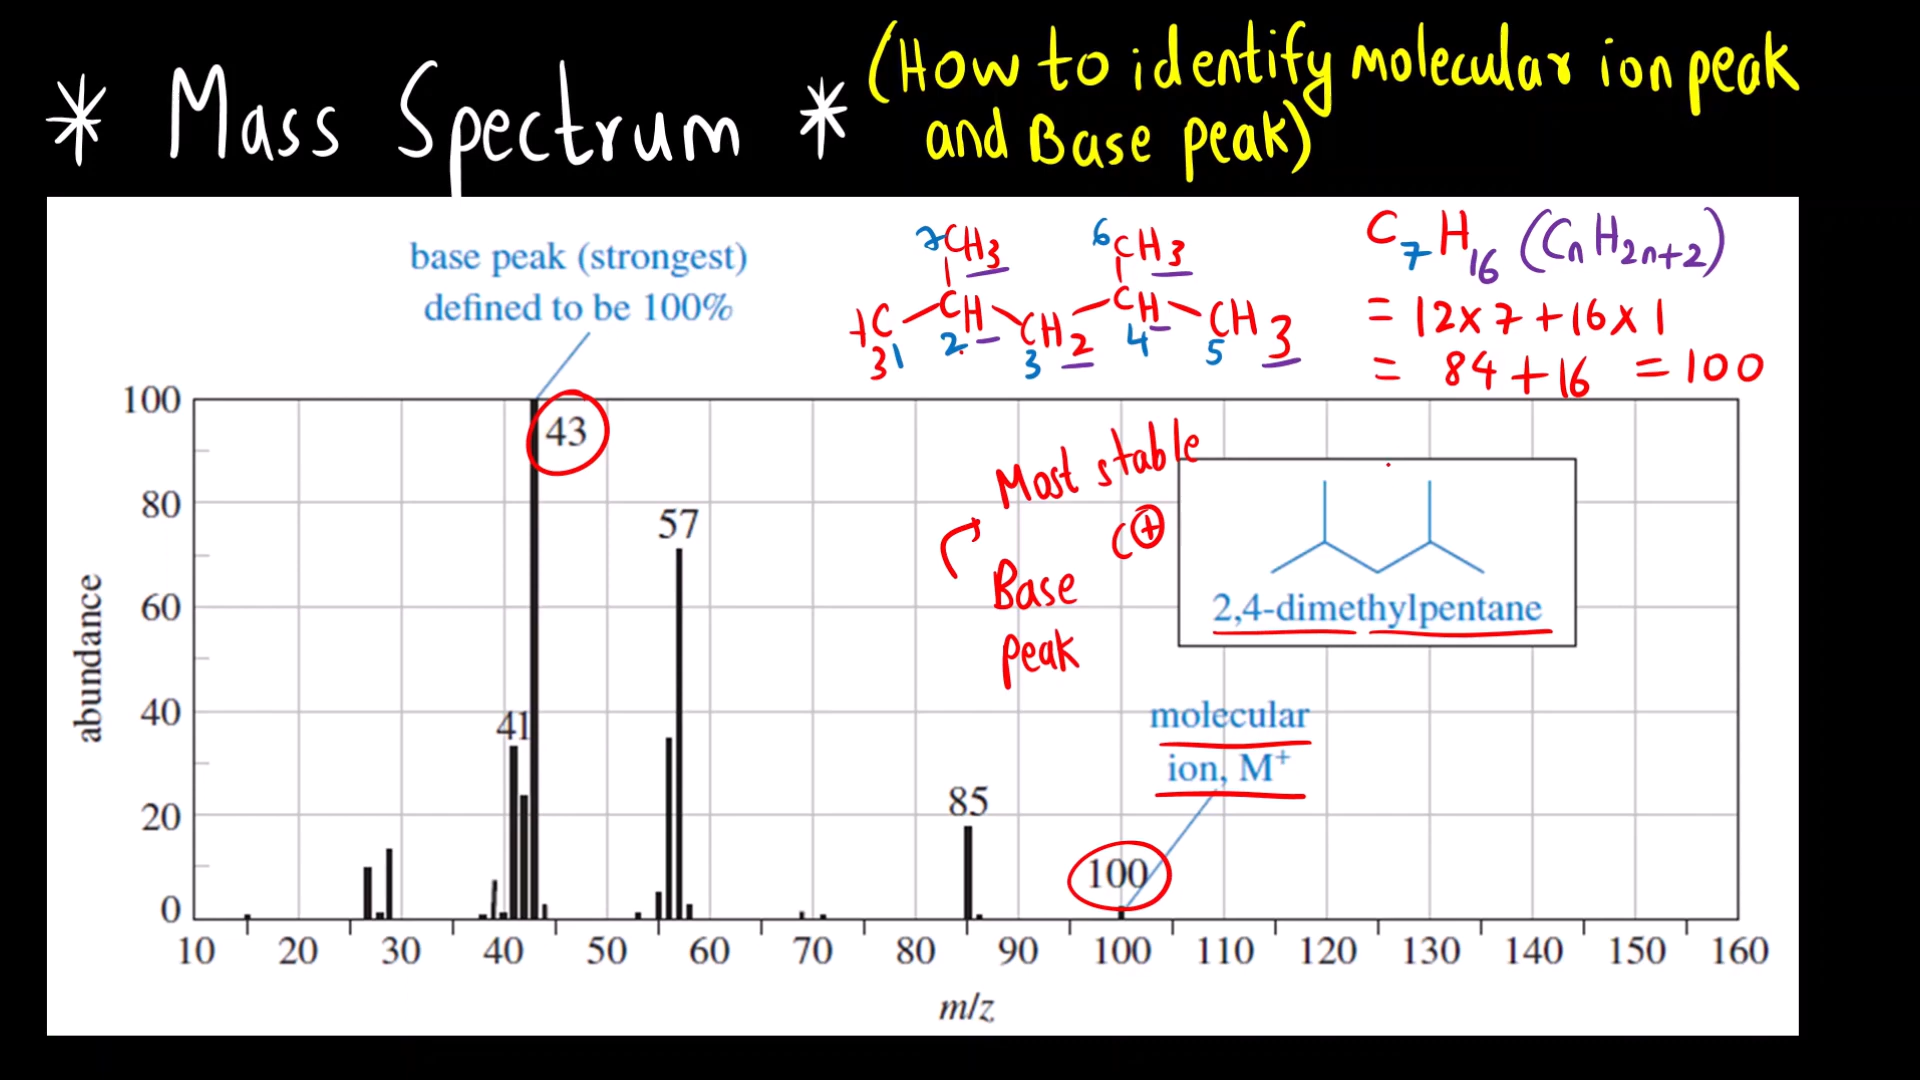 * Mass Spectrum *
(How to identify molecular ion peak
and Base peak)
base peak (strongest)
defined to be 100%
7CH3
6CH3
C7H16 (CnH2n+2)
= 12x7+16x1
= 84+16 =100
HC CH CH2 CH CH3
3 1 2 3 4 5
Most stable
C+
Base
peak
2,4-dimethylpentane
molecular
ion, M+
43
57
41
85
100
abundance
100
80
60
40
20
0
10 20 30 40 50 60 70 80 90 100 110 120 130 140 150 160
m/z